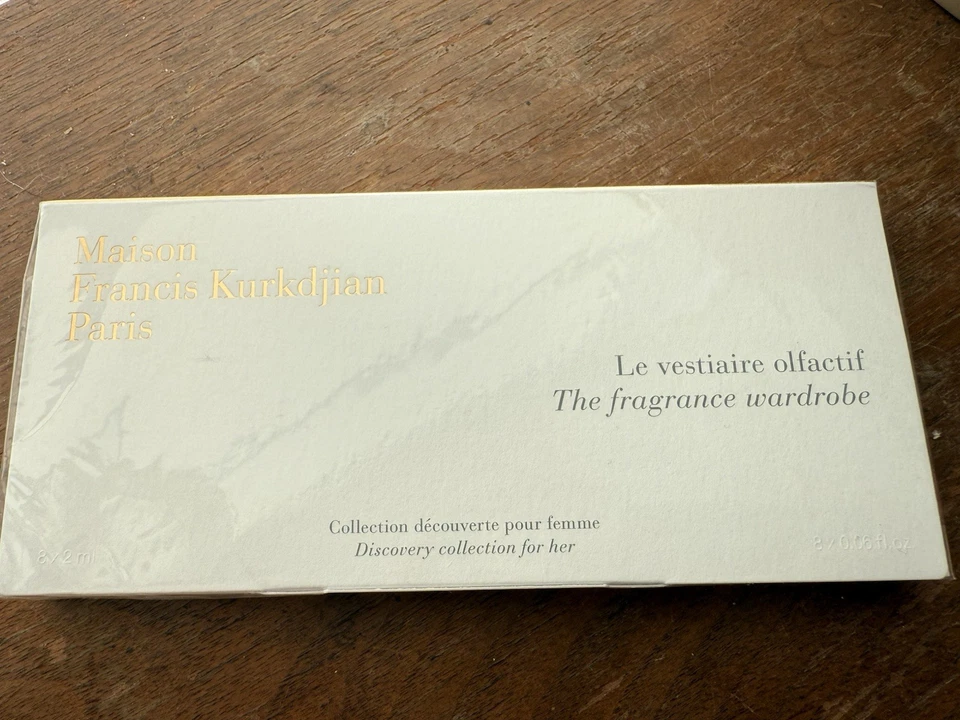 Maison
Francis Kurkdjian
Paris
Le vestiaire olfactif
The fragrance wardrobe
Collection découverte pour femme
Discovery collection for her
8 x 2 ml
8 x 0.06 fl.oz